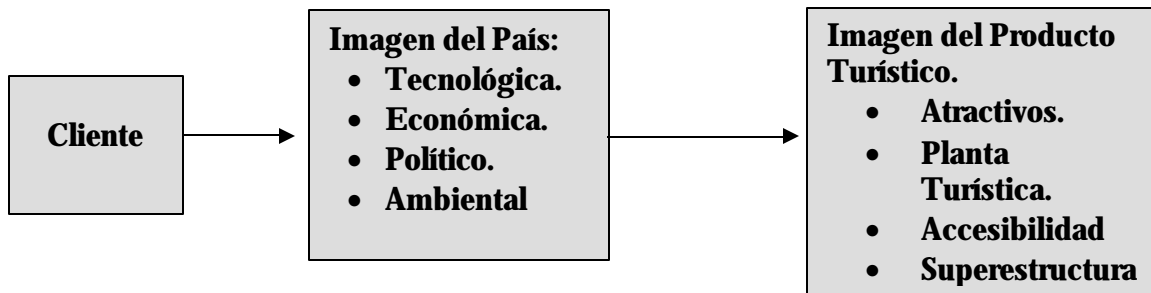 Cliente
Imagen del País:
• Tecnológica.
• Económica.
• Político.
• Ambiental
Imagen del Producto
Turístico.
• Atractivos.
• Planta
Turística.
• Accesibilidad
• Superestructura